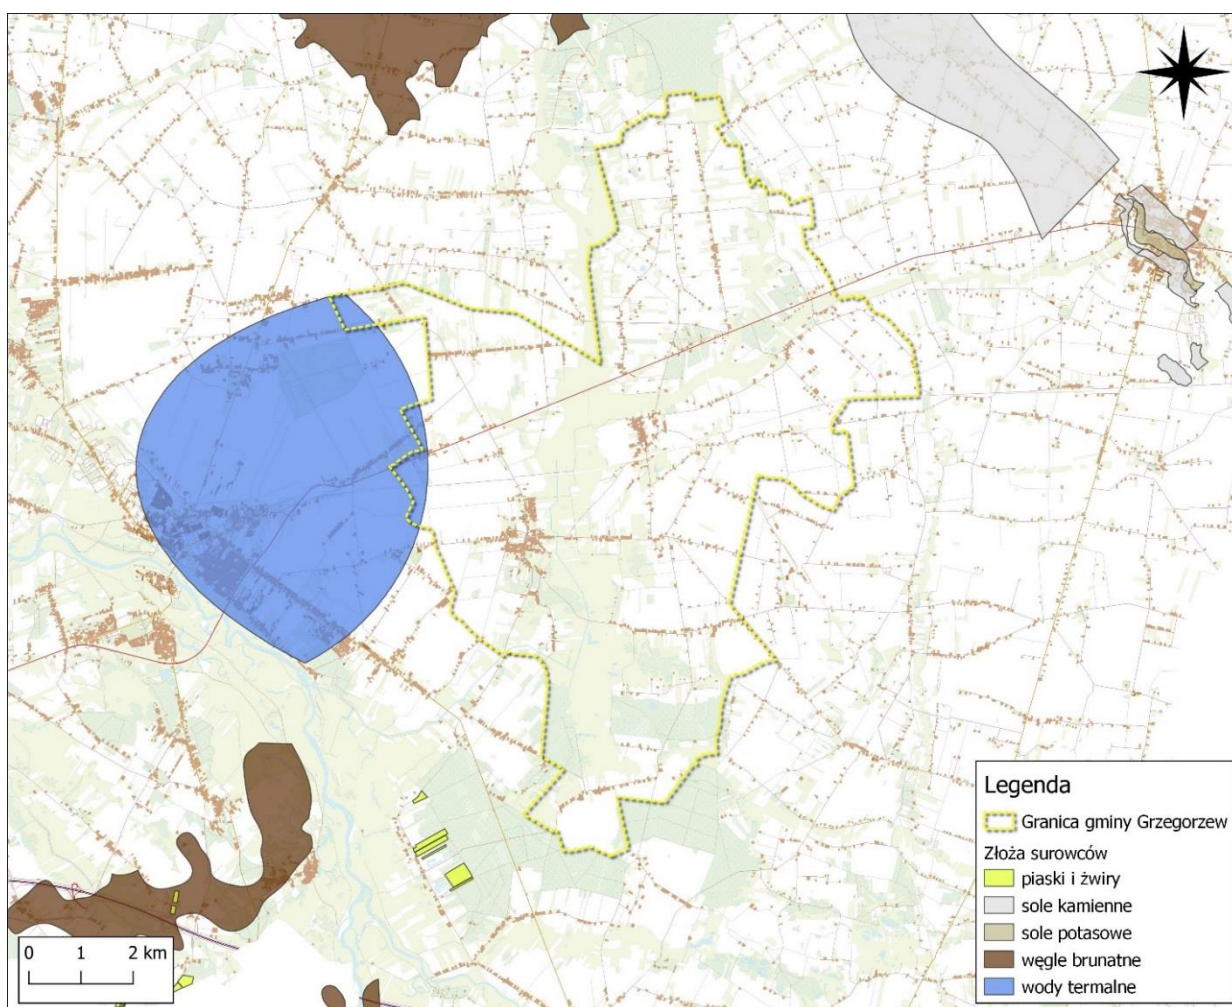 Legenda
Granica gminy Grzegorzew
Złoża surowców
piaski i żwiry
sole kamienne
sole potasowe
węgle brunatne
wody termalne
0 1 2 km